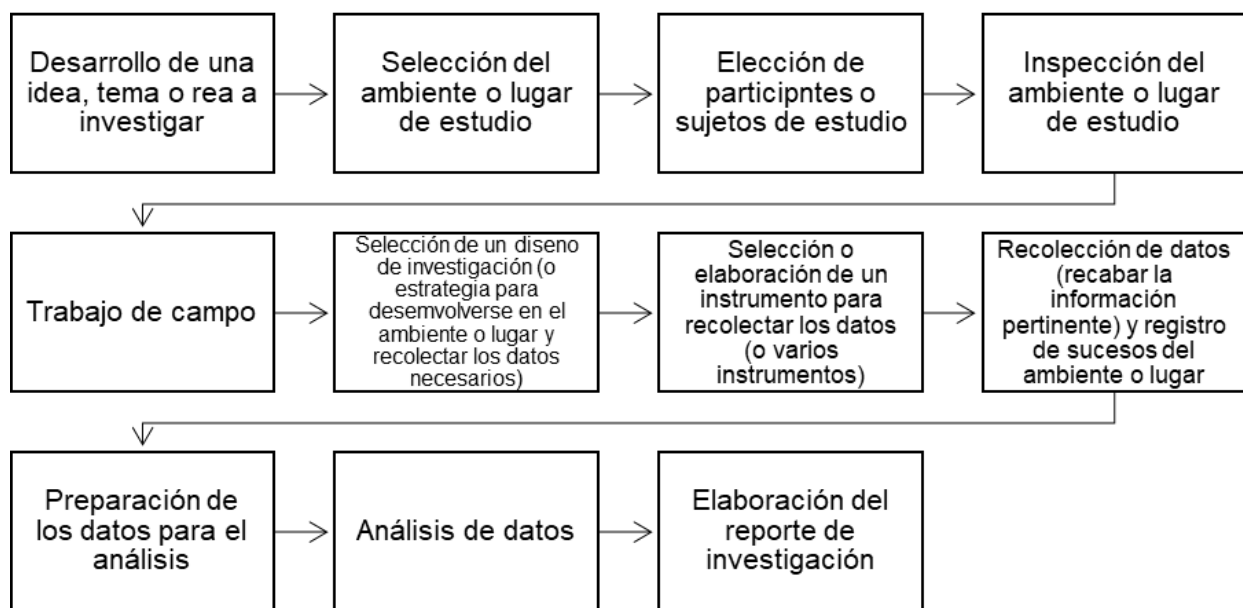 Desarrollo de una
idea, tema o rea a
investigar
Selección del
ambiente o lugar
de estudio
Elección de
participntes o
sujetos de estudio
Inspección del
ambiente o lugar
de estudio
Trabajo de campo
Selección de un diseno
de investigación (o
estrategia para
desemvolverse en el
ambiente o lugar y
recolectar los datos
necesarios)
Selección o
elaboración de un
instrumento para
recolectar los datos
(o varios
instrumentos)
Recolección de datos
(recabar la
información
pertinente) y registro
de sucesos del
ambiente o lugar
Preparación de
los datos para el
análisis
Análisis de datos
Elaboración del
reporte de
investigación